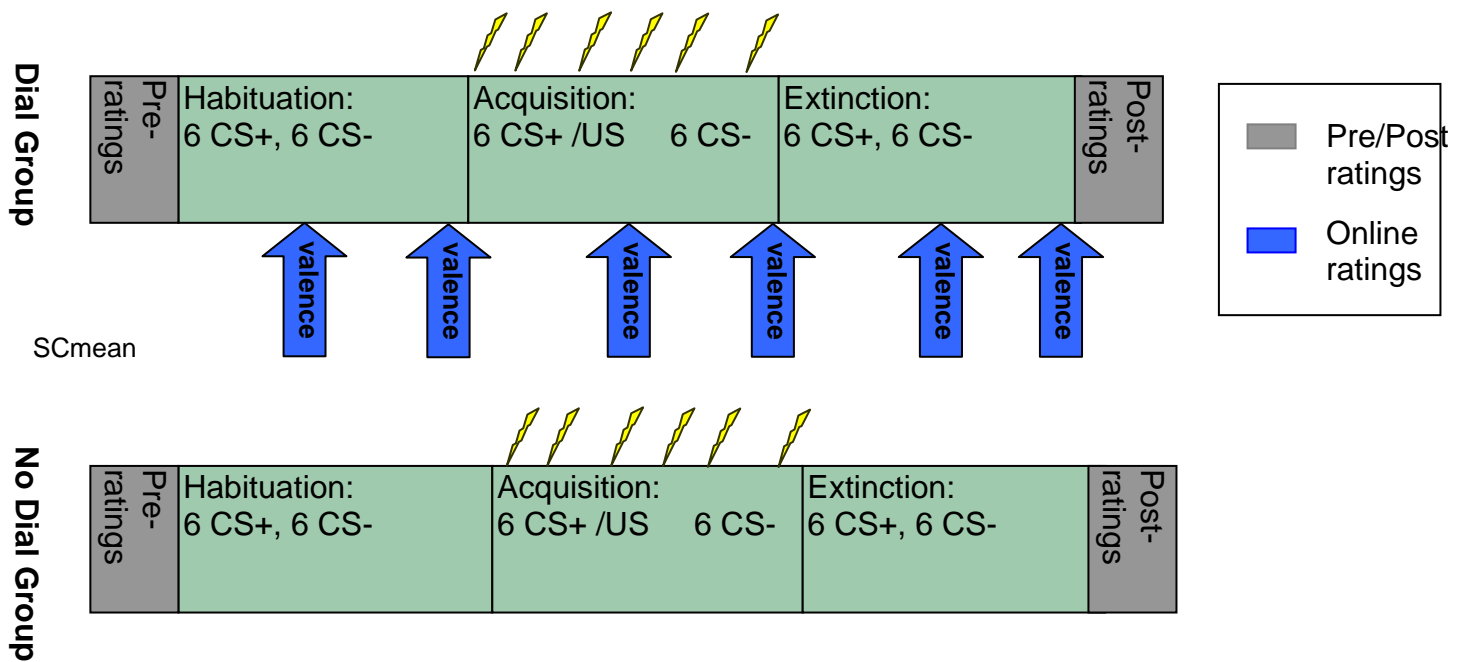 Dial Group
Pre-
ratings
Habituation:
6 CS+, 6 CS-
Acquisition:
6 CS+ /US 6 CS-
Extinction:
6 CS+, 6 CS-
Post-
ratings
Pre/Post
ratings
Online
ratings
valence
valence
valence
valence
valence
valence
SCmean
No Dial Group
Pre-
ratings
Habituation:
6 CS+, 6 CS-
Acquisition:
6 CS+ /US 6 CS-
Extinction:
6 CS+, 6 CS-
Post-
ratings